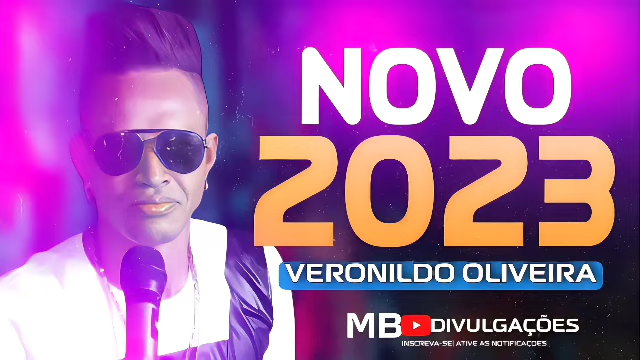 NOVO
2023
VERONILDO OLIVEIRA
MB DIVULGAÇÕES
INSCREVA-SE| ATIVE AS NOTIFICAÇÕES